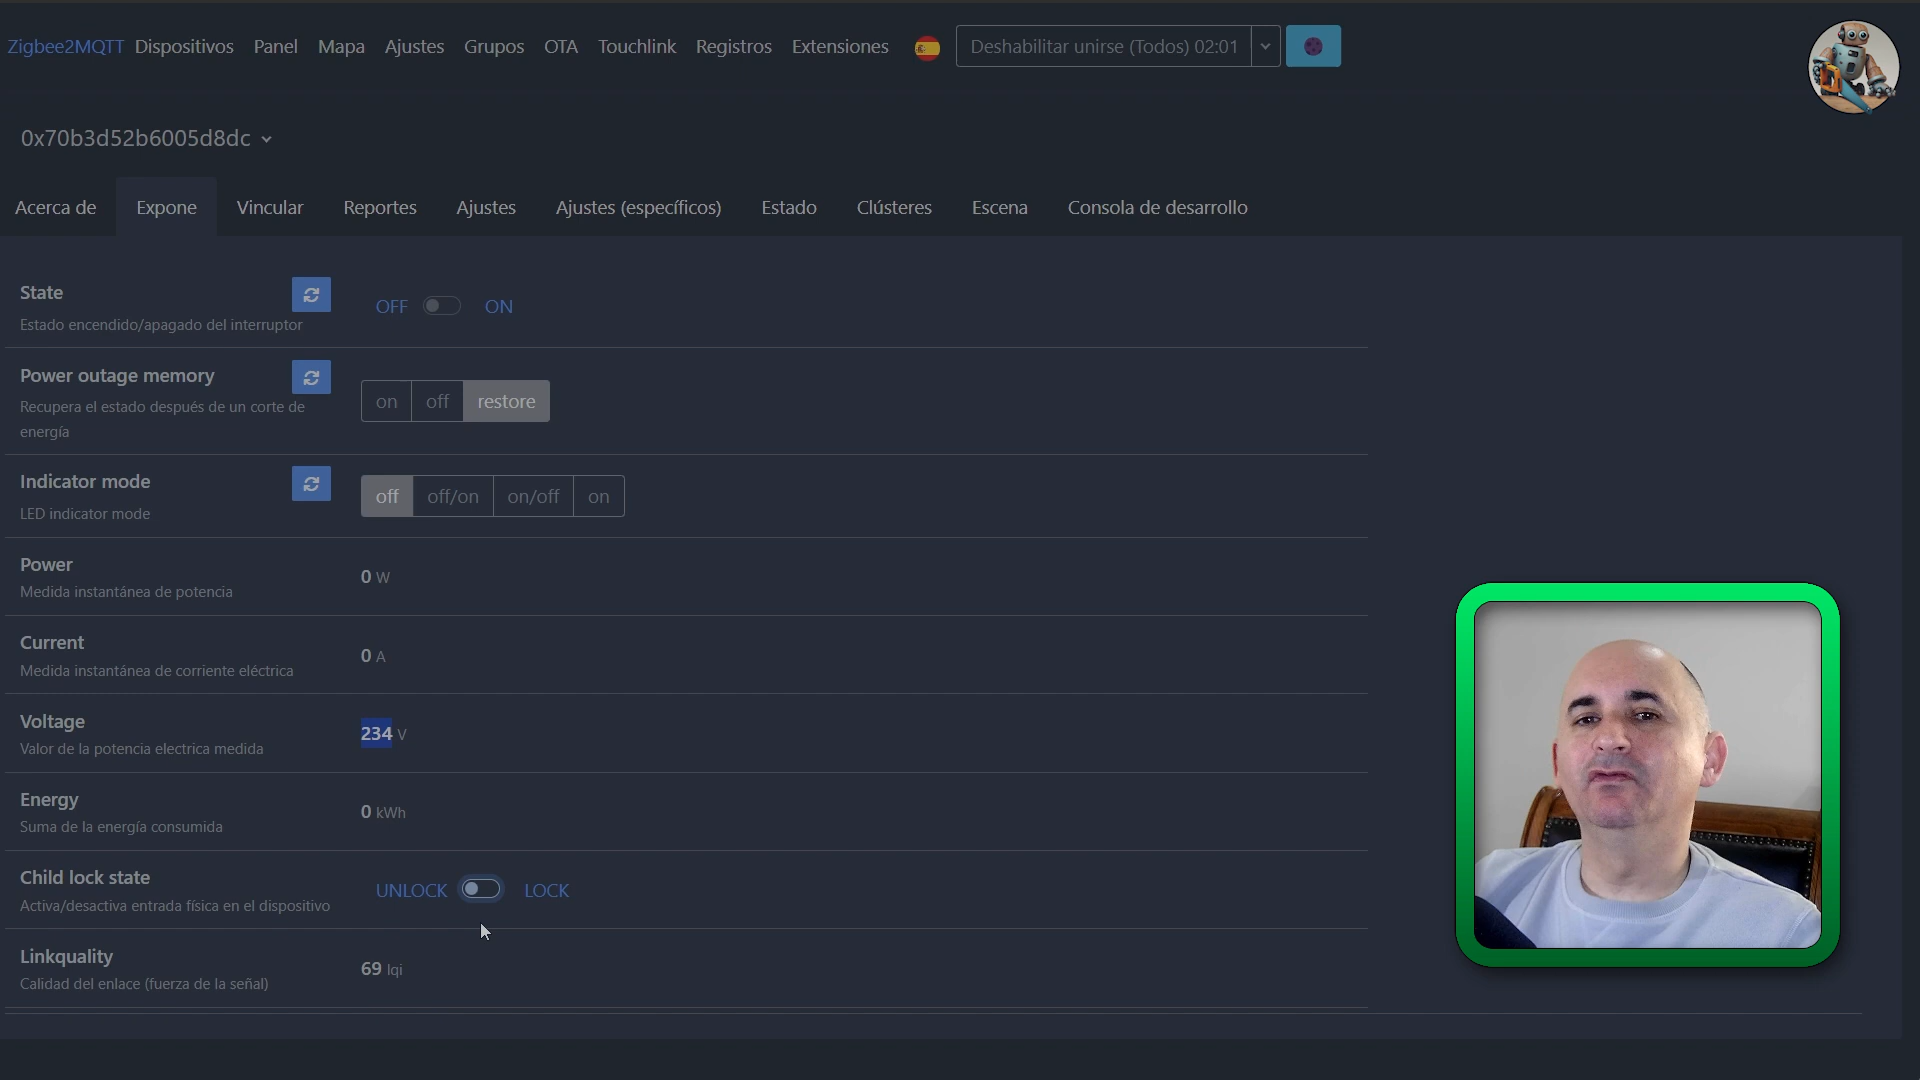 Zigbee2MQTT Dispositivos Panel Mapa Ajustes Grupos OTA Touchlink Registros Extensiones Deshabilitar unirse (Todos) 02:01
0x70b3d52b6005d8dc
Acerca de Expone Vincular Reportes Ajustes Ajustes (específicos) Estado Clústeres Escena Consola de desarrollo
State
Estado encendido/apagado del interruptor
OFF ON
Power outage memory
Recupera el estado después de un corte de
energía
on off restore
Indicator mode
LED indicator mode
off off/on on/off on
Power
Medida instantánea de potencia
0 W
Current
Medida instantánea de corriente eléctrica
0 A
Voltage
Valor de la potencia electrica medida
234 V
Energy
Suma de la energía consumida
0 kWh
Child lock state
Activa/desactiva entrada física en el dispositivo
UNLOCK LOCK
Linkquality
Calidad del enlace (fuerza de la señal)
69 lqi